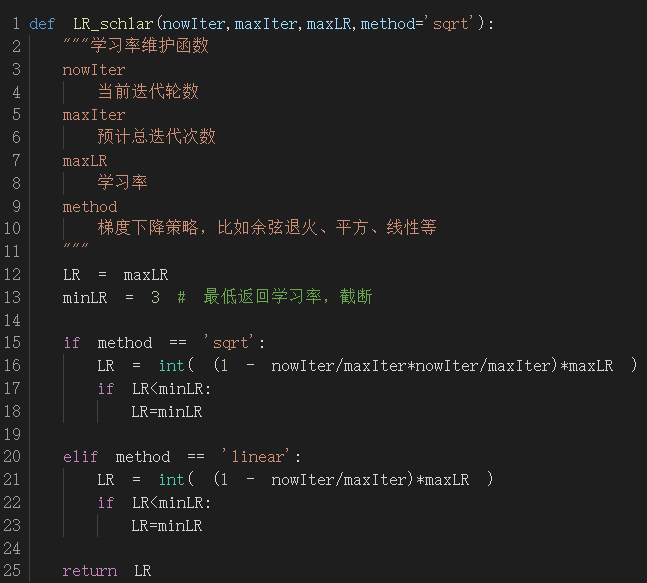 1 def LR_schlar(nowIter,maxIter,maxLR,method='sqrt'):
2 """学习率维护函数
3 nowIter
4 当前迭代轮数
5 maxIter
6 预计总迭代次数
7 maxLR
8 学习率
9 method
10 梯度下降策略，比如余弦退火、平方、线性等
11 """
12 LR = maxLR
13 minLR = 3 # 最低返回学习率，截断
14
15 if method == 'sqrt':
16 LR = int( (1 - nowIter/maxIter*nowIter/maxIter)*maxLR )
17 if LR<minLR:
18 LR=minLR
19
20 elif method == 'linear':
21 LR = int( (1 - nowIter/maxIter)*maxLR )
22 if LR<minLR:
23 LR=minLR
24
25 return LR